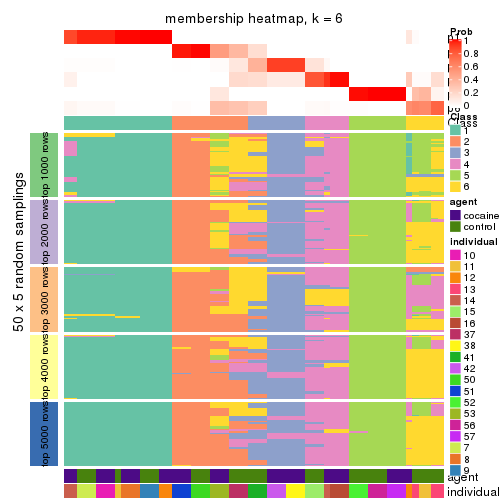 membership heatmap, k = 6
50 x 5 random samplings
top 1000 rows
top 2000 rows
top 3000 rows
top 4000 rows
top 5000 rows
Prob
1
0.8
0.6
0.4
0.2
0
Class
Class
1
2
3
4
5
6
agent
cocaine
control
individual
10
11
12
13
14
15
16
37
38
41
42
50
51
52
53
56
57
7
8
9
agent
individual